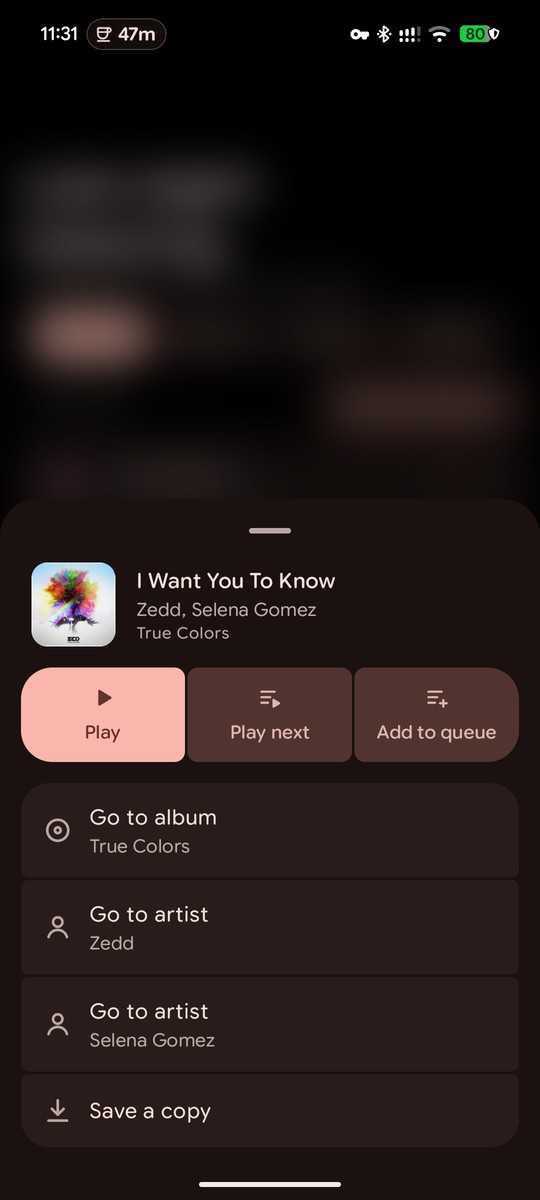 11:31 47m 80
I Want You To Know
Zedd, Selena Gomez
True Colors
Play Play next Add to queue
Go to album
True Colors
Go to artist
Zedd
Go to artist
Selena Gomez
Save a copy